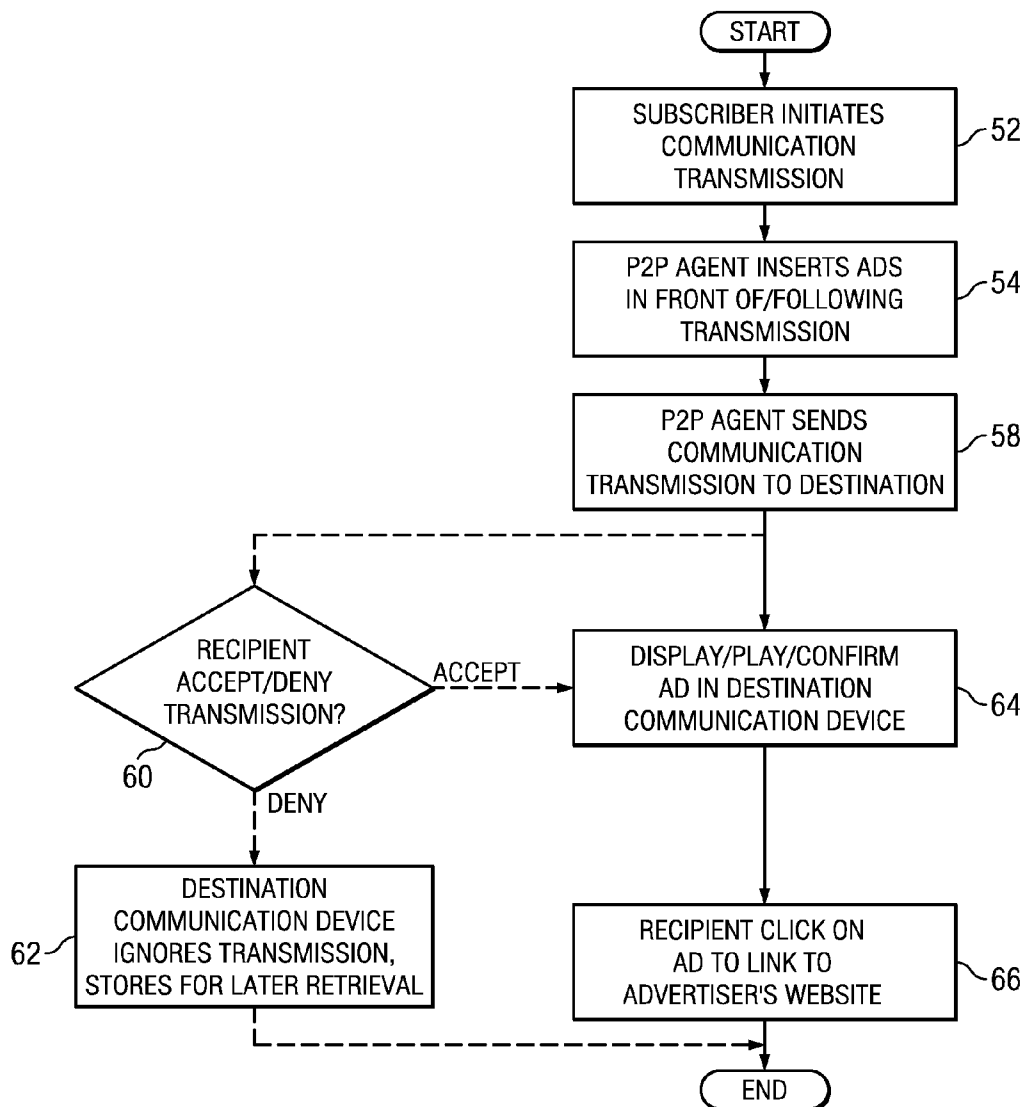 START
SUBSCRIBER INITIATES
COMMUNICATION
TRANSMISSION
52
P2P AGENT INSERTS ADS
IN FRONT OF/FOLLOWING
TRANSMISSION
54
P2P AGENT SENDS
COMMUNICATION
TRANSMISSION TO DESTINATION
58
RECIPIENT
ACCEPT/DENY
TRANSMISSION?
60
ACCEPT
DENY
DISPLAY/PLAY/CONFIRM
AD IN DESTINATION
COMMUNICATION DEVICE
64
DESTINATION
COMMUNICATION DEVICE
IGNORES TRANSMISSION,
STORES FOR LATER RETRIEVAL
62
RECIPIENT CLICK ON
AD TO LINK TO
ADVERTISER'S WEBSITE
66
END